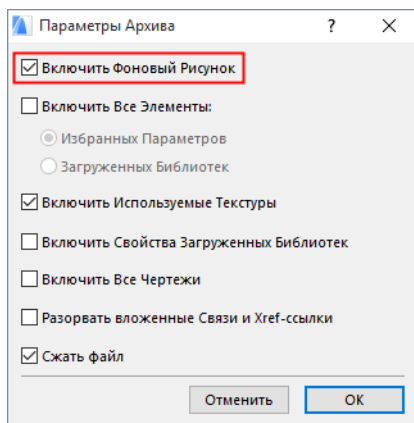 Параметры Архива
Включить Фоновый Рисунок
Включить Все Элементы:
Избранных Параметров
Загруженных Библиотек
Включить Используемые Текстуры
Включить Свойства Загруженных Библиотек
Включить Все Чертежи
Разорвать вложенные Связи и Xref-ссылки
Сжать файл
Отменить
OK